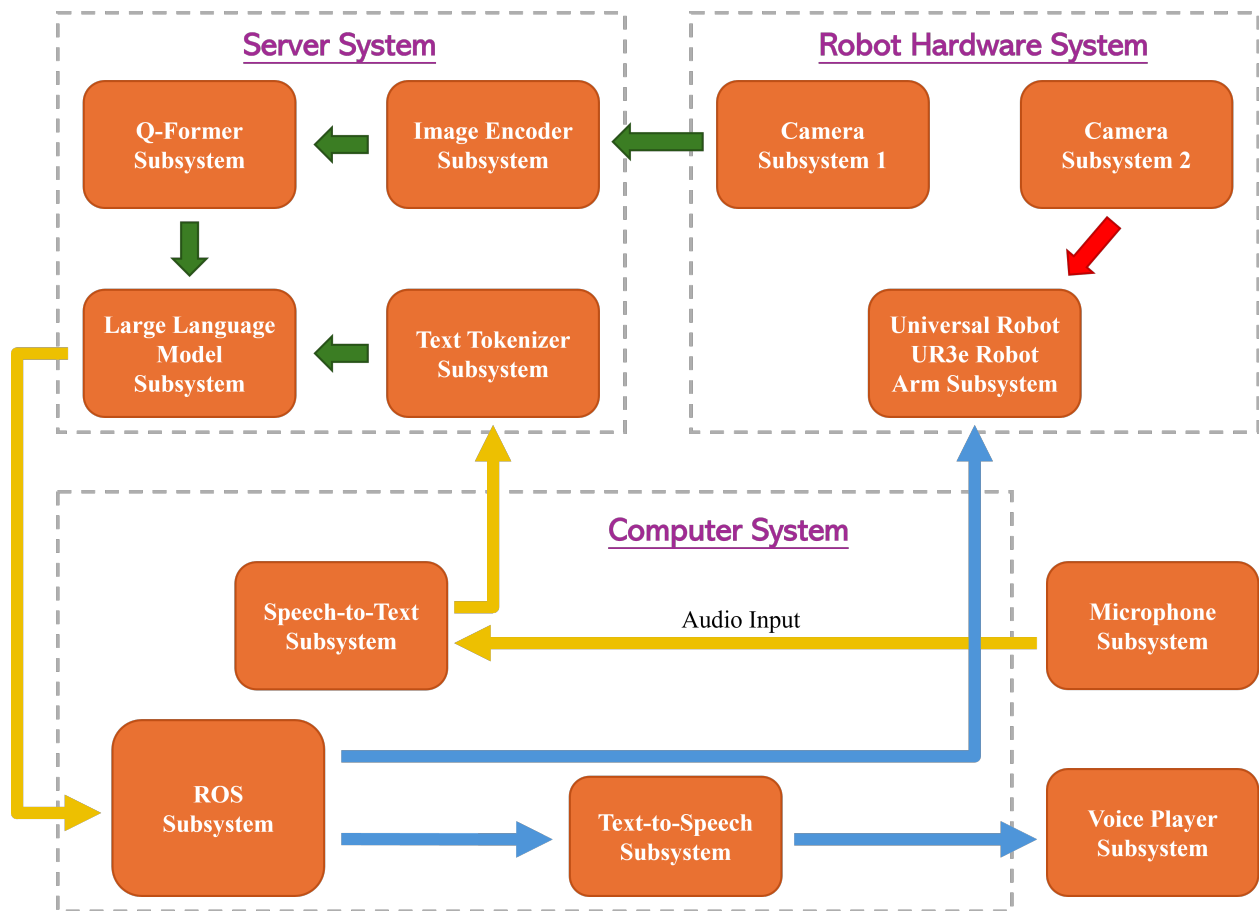 Server System
Robot Hardware System
Q-Former
Subsystem
Image Encoder
Subsystem
Camera
Subsystem 1
Camera
Subsystem 2
Large Language
Model
Subsystem
Text Tokenizer
Subsystem
Universal Robot
UR3e Robot
Arm Subsystem
Computer System
Speech-to-Text
Subsystem
Audio Input
Microphone
Subsystem
ROS
Subsystem
Text-to-Speech
Subsystem
Voice Player
Subsystem